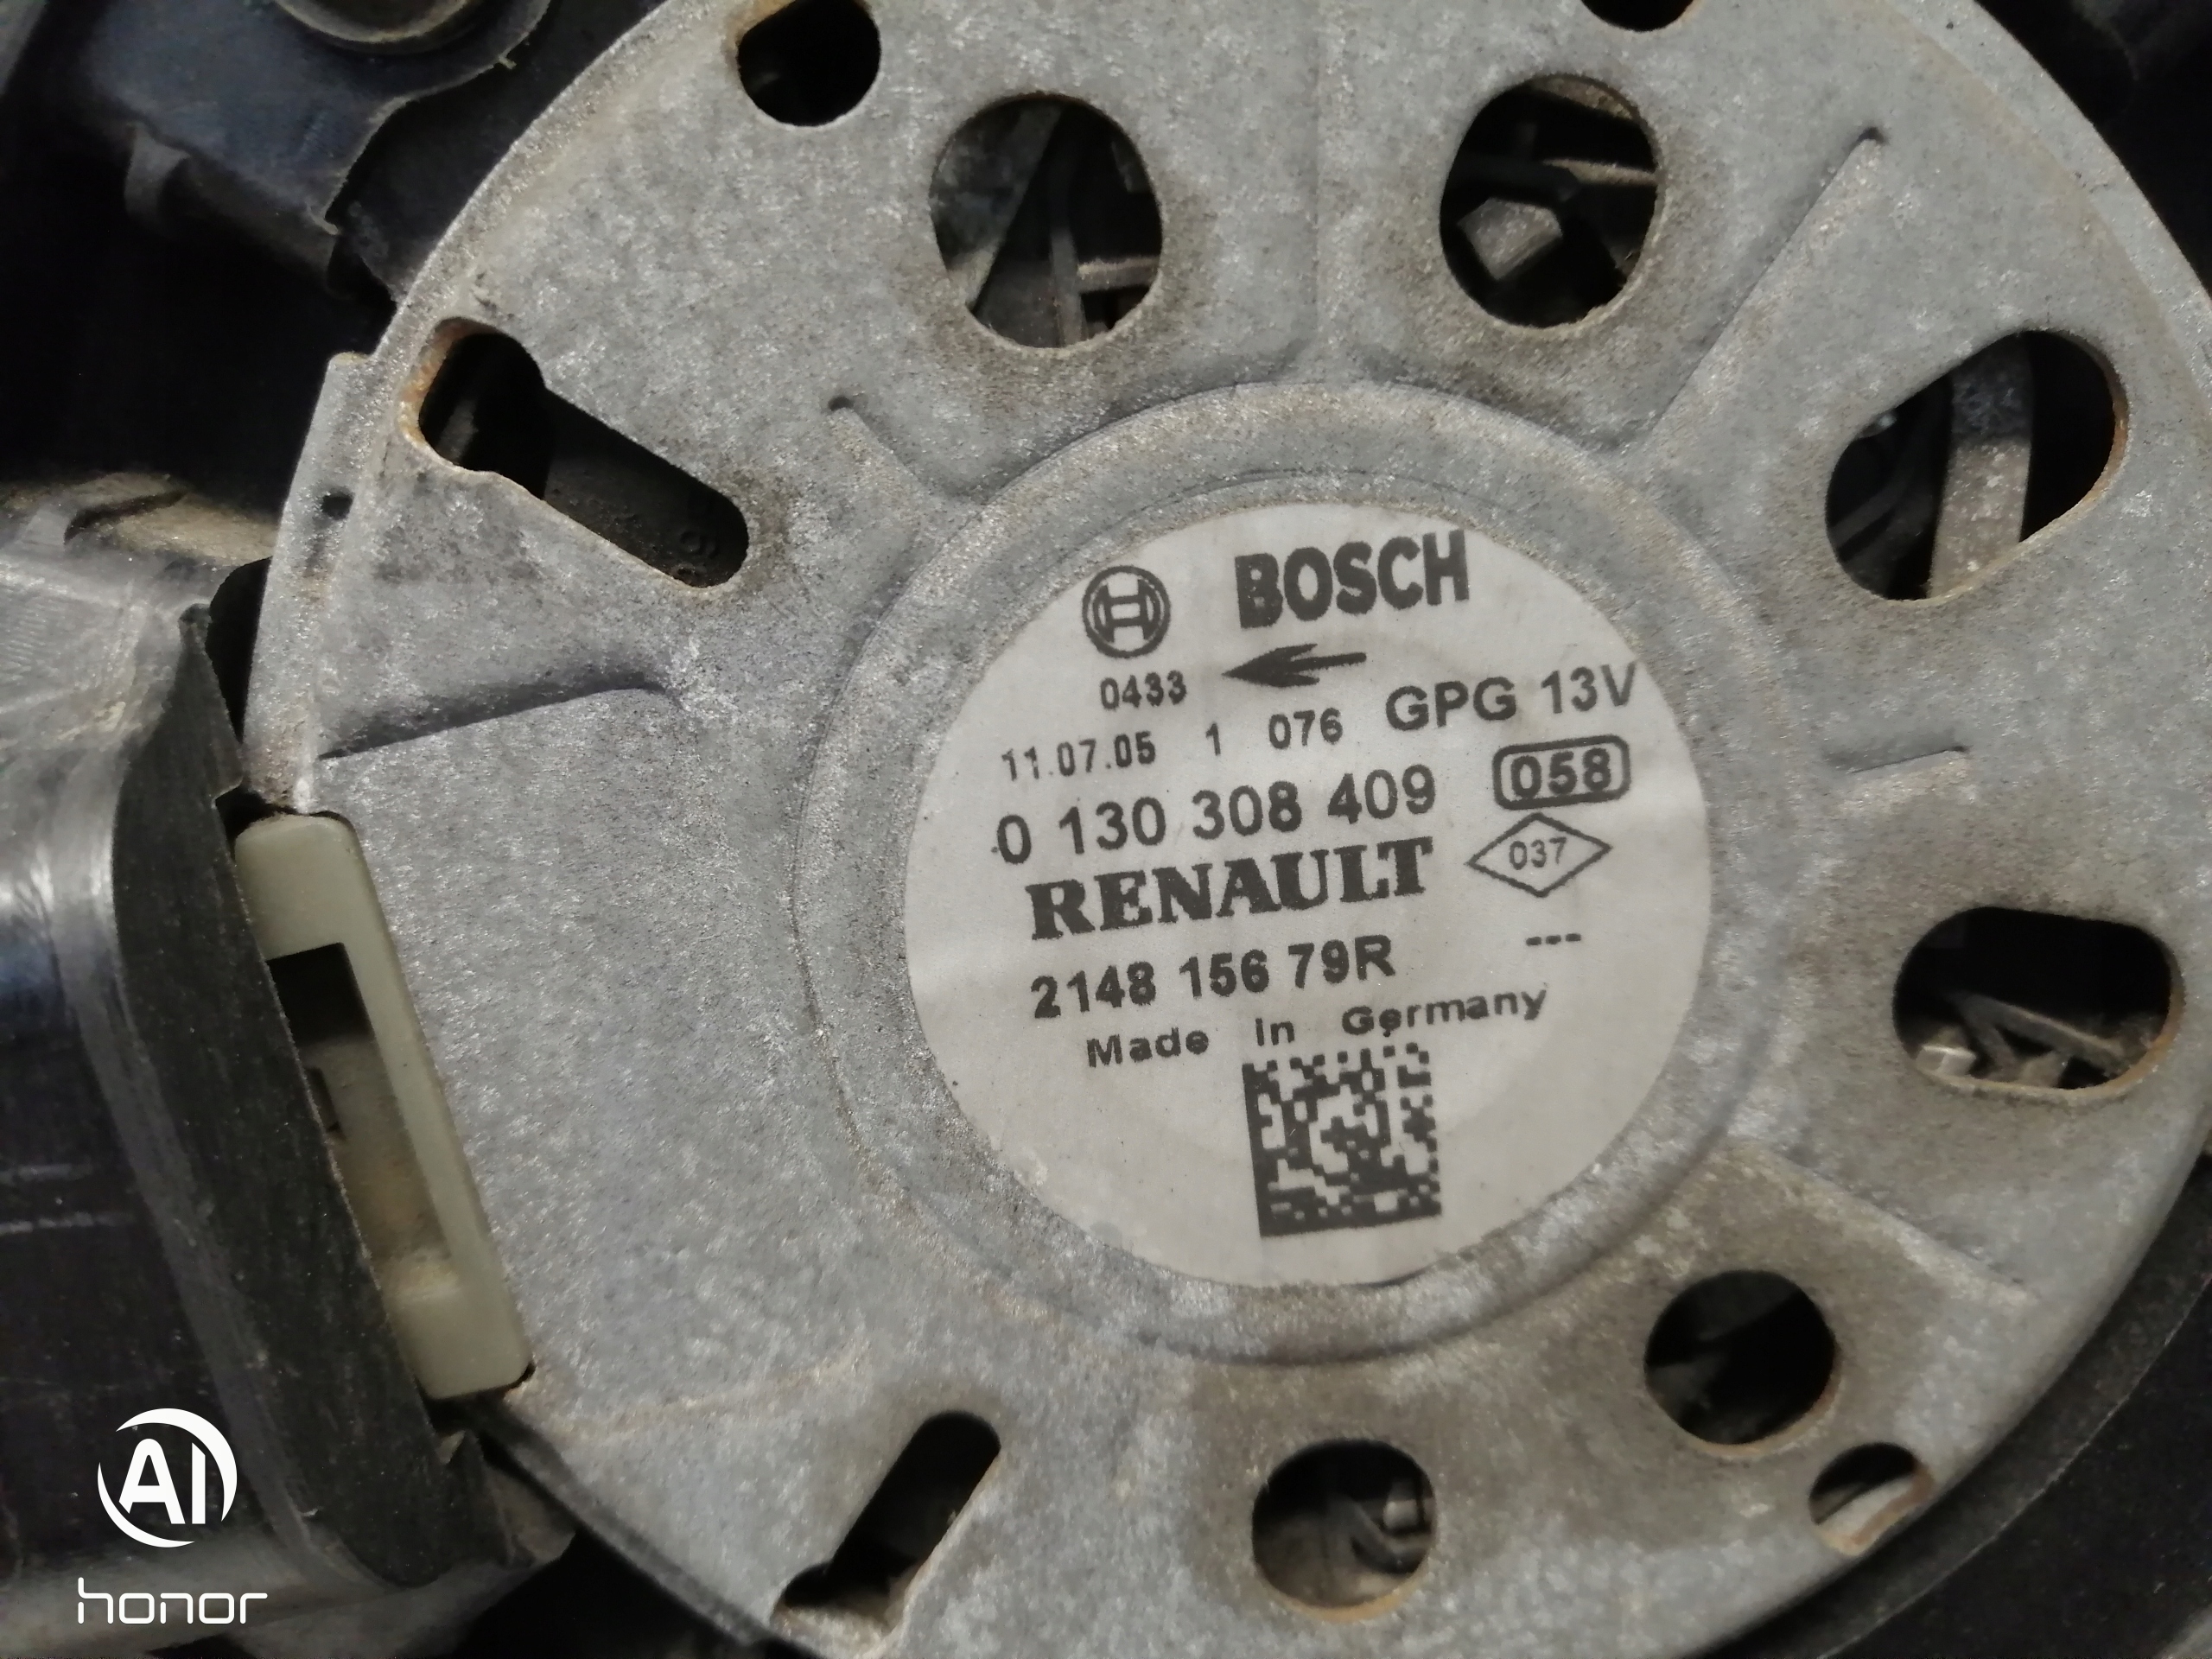 BOSCH
0433
11.07.05 1 076 GPG 13V
0 130 308 409 058
RENAULT 037
2148 156 79R ---
Made in Germany
AI
honor